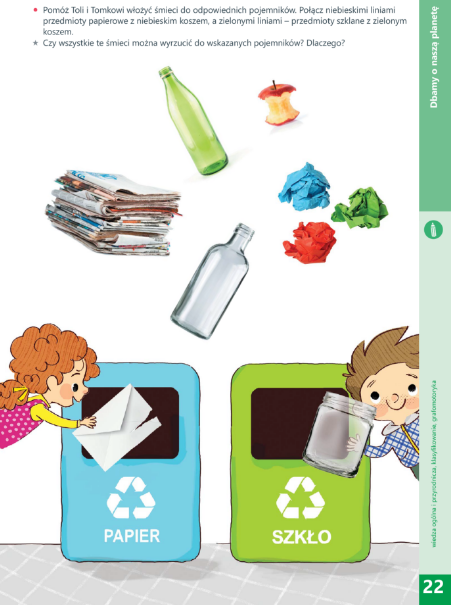 • Pomóż Toli i Tomkowi włożyć śmieci do odpowiednich pojemników. Połącz niebieskimi liniami
przedmioty papierowe z niebieskim koszem, a zielonymi liniami – przedmioty szklane z zielonym
koszem.
★ Czy wszystkie te śmieci można wyrzucić do wskazanych pojemników? Dlaczego?
Dbamy o naszą planetę
PAPIER
SZKŁO
wiedza ogólna i przyrodnicza, klasyfikowanie, grafomotoryka
22